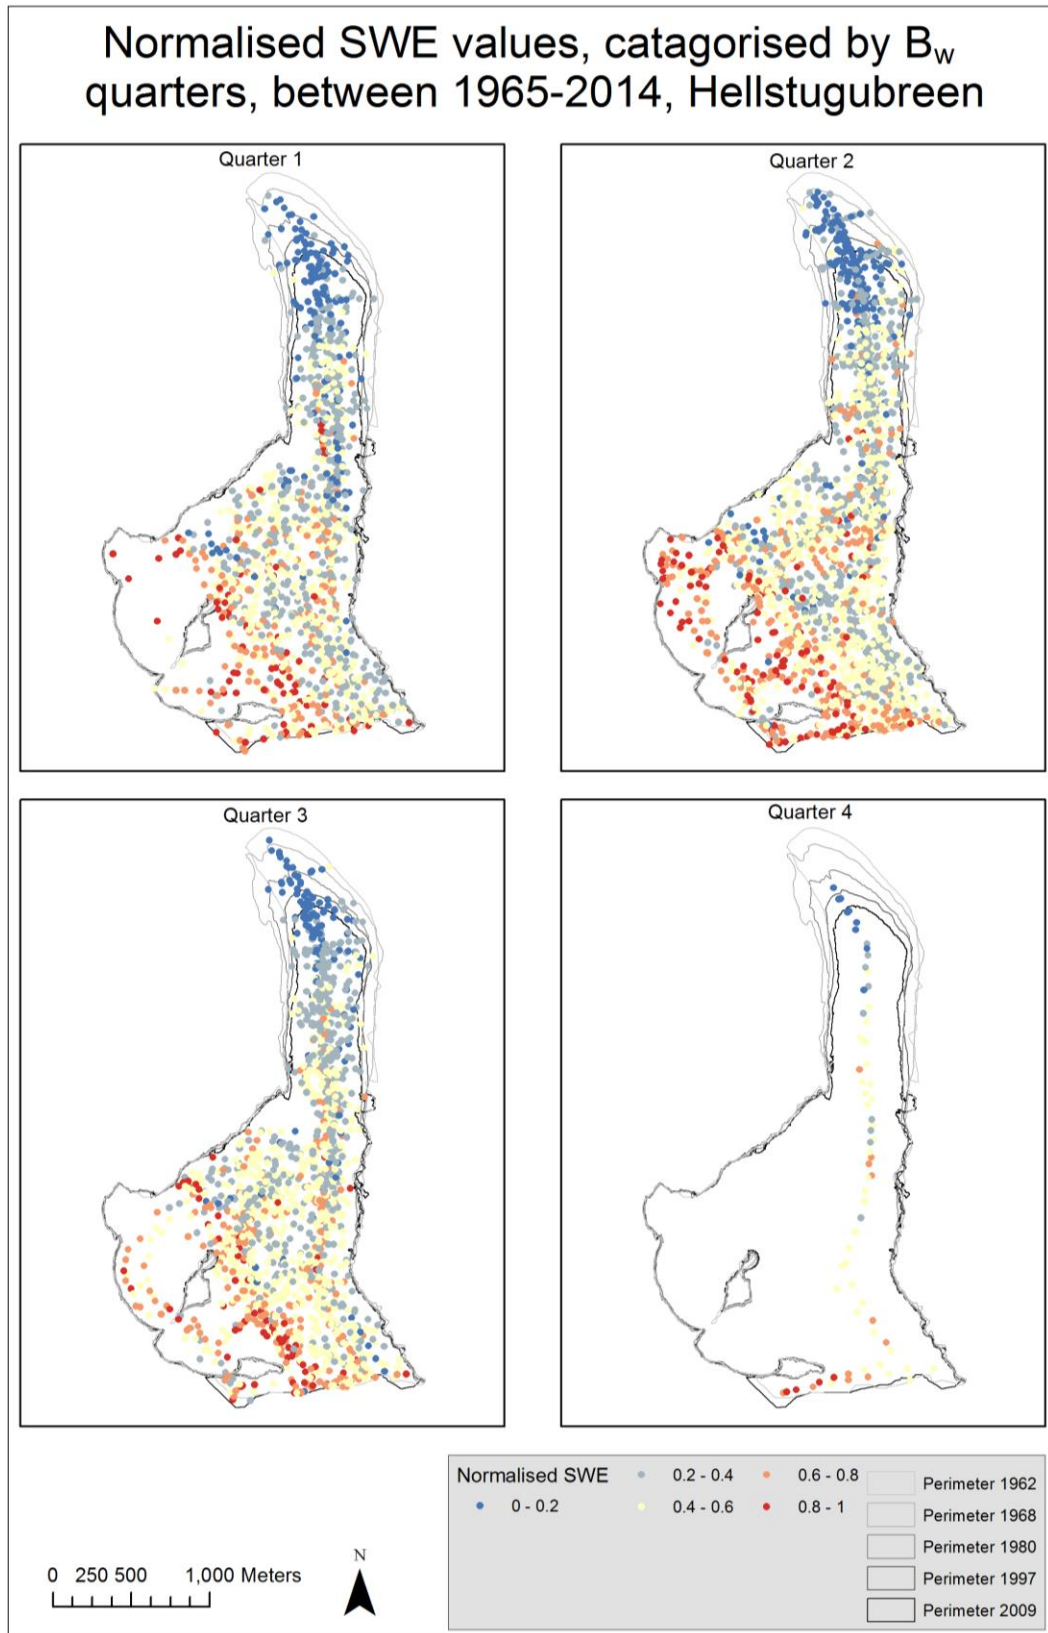 Normalised SWE values, catagorised by Bw
quarters, between 1965-2014, Hellstugubreen
Quarter 1
Quarter 2
Quarter 3
Quarter 4
Normalised SWE
0 - 0.2
0.2 - 0.4
0.4 - 0.6
0.6 - 0.8
0.8 - 1
Perimeter 1962
Perimeter 1968
Perimeter 1980
Perimeter 1997
Perimeter 2009
0 250 500 1,000 Meters
N